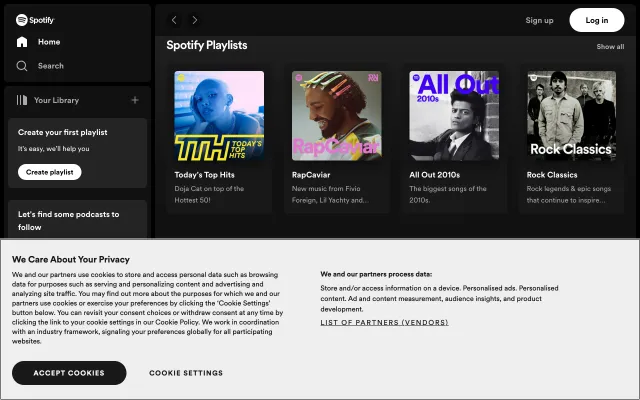 Spotify
Home
Search
Your Library
Create your first playlist
It's easy, we'll help you
Create playlist
Let's find some podcasts to
follow
Sign up
Log in
Spotify Playlists
Show all
TODAY'S
TOP
HITS
Today's Top Hits
Doja Cat on top of the
Hottest 50!
RapCaviar
RapCaviar
New music from Fivio
Foreign, Lil Yachty and...
All Out
2010s
All Out 2010s
The biggest songs of the
2010s.
Rock Classics
Rock Classics
Rock legends & epic songs
that continue to inspire...
We Care About Your Privacy
We and our partners use cookies to store and access personal data such as browsing
data for purposes such as serving and personalizing content and advertising and
analyzing site traffic. You may find out more about the purposes for which we and our
partners use cookies or exercise your preferences by clicking the 'Cookie Settings'
button below. You can revisit your consent choices or withdraw consent at any time by
clicking the link to your cookie settings in our Cookie Policy. We work in coordination
with an industry framework, signaling your preferences globally for all participating
websites.
We and our partners process data:
Store and/or access information on a device. Personalised ads. Personalised
content. Ad and content measurement, audience insights, and product
development.
LIST OF PARTNERS (VENDORS)
ACCEPT COOKIES
COOKIE SETTINGS